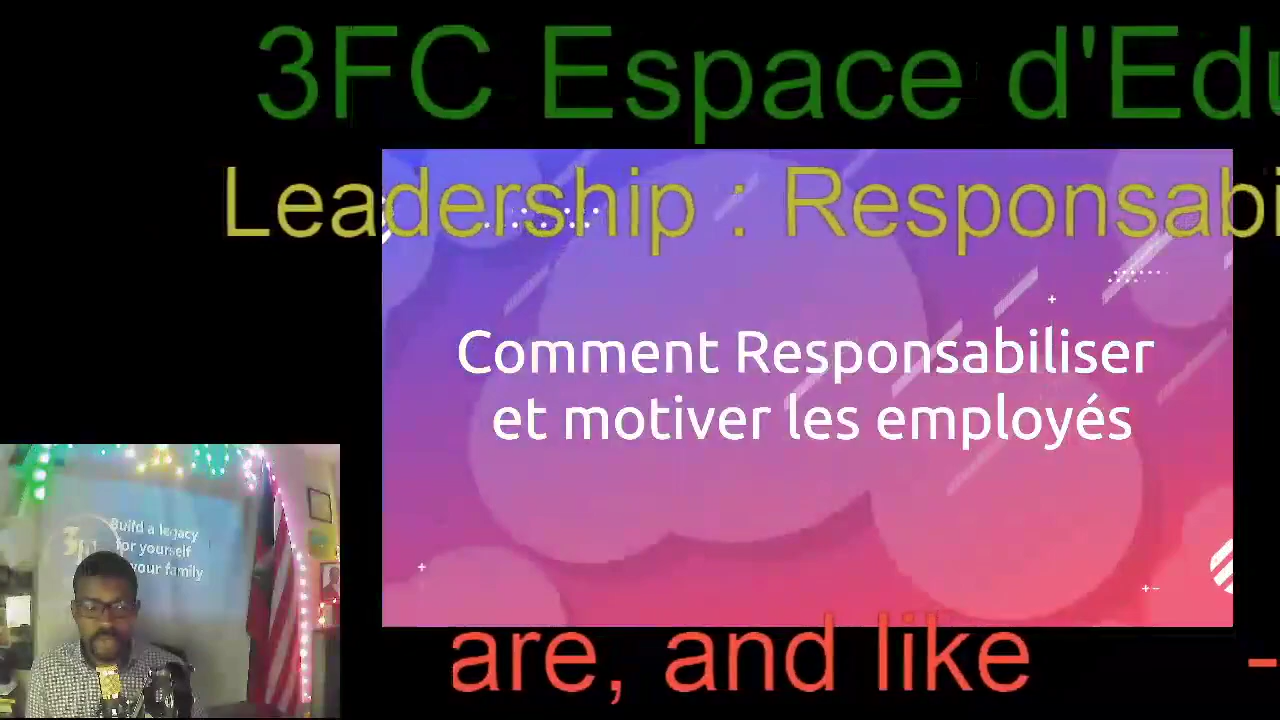 3FC Espace d'Edu
Leadership : Responsabi
Comment Responsabiliser
et motiver les employés
Build a legacy
for yourself
your family
are, and like -